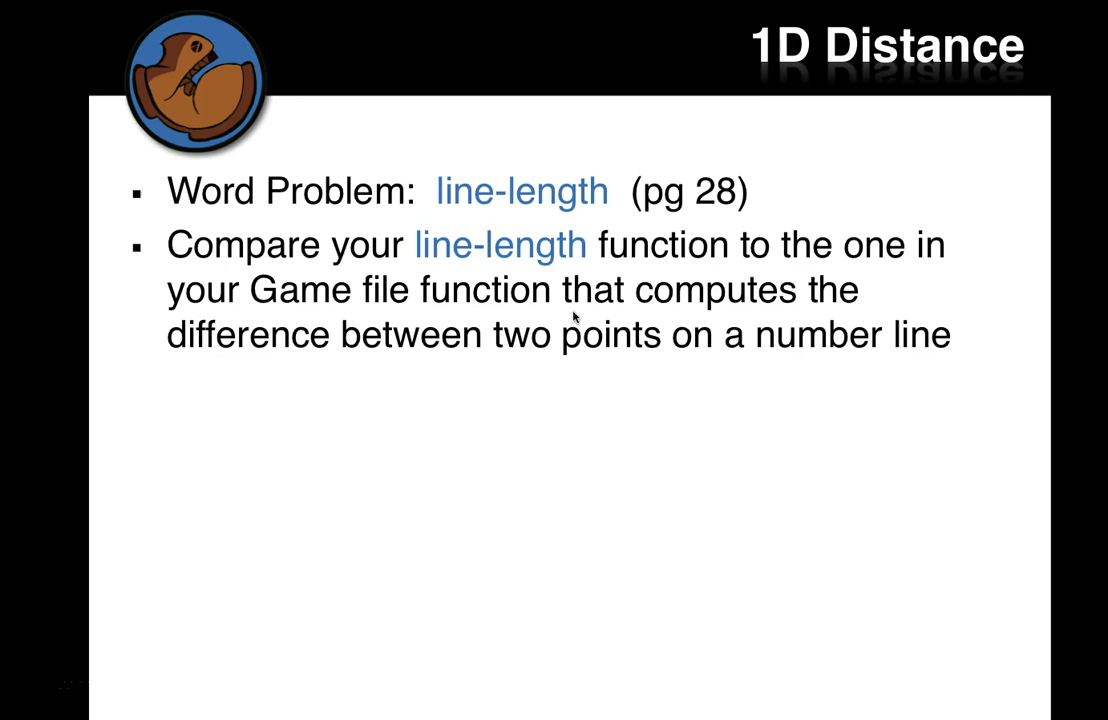 1D Distance
▪ Word Problem: line-length (pg 28)
▪ Compare your line-length function to the one in
your Game file function that computes the
difference between two points on a number line